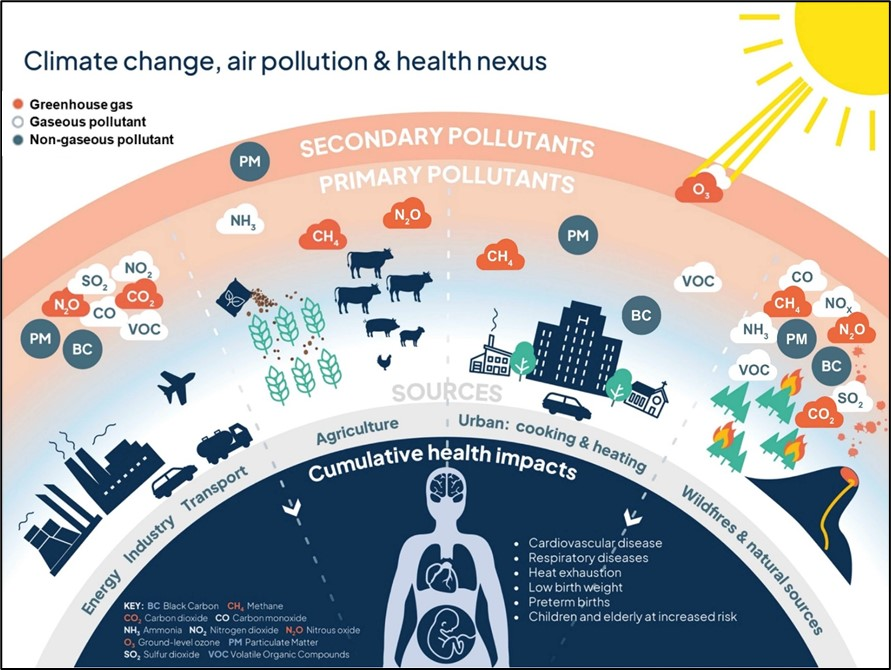 Climate change, air pollution & health nexus
Greenhouse gas
Gaseous pollutant
Non-gaseous pollutant
SECONDARY POLLUTANTS
PRIMARY POLLUTANTS
PM
O3
NH3
CH4
N2O
CH4
PM
VOC
BC
SO2
NO2
N2O
CO2
CO
VOC
PM
BC
CO
CH4
NOx
NH3
PM
N2O
VOC
BC
SO2
CO2
SOURCES
Energy Industry Transport
Agriculture
Urban: cooking & heating
Wildfires & natural sources
Cumulative health impacts
• Cardiovascular disease
• Respiratory diseases
• Heat exhaustion
• Low birth weight
• Preterm births
• Children and elderly at increased risk
KEY: BC Black Carbon CH4 Methane
CO2 Carbon dioxide CO Carbon monoxide
NH3 Ammonia NO2 Nitrogen dioxide N2O Nitrous oxide
O3 Ground-level ozone PM Particulate Matter
SO2 Sulfur dioxide VOC Volatile Organic Compounds